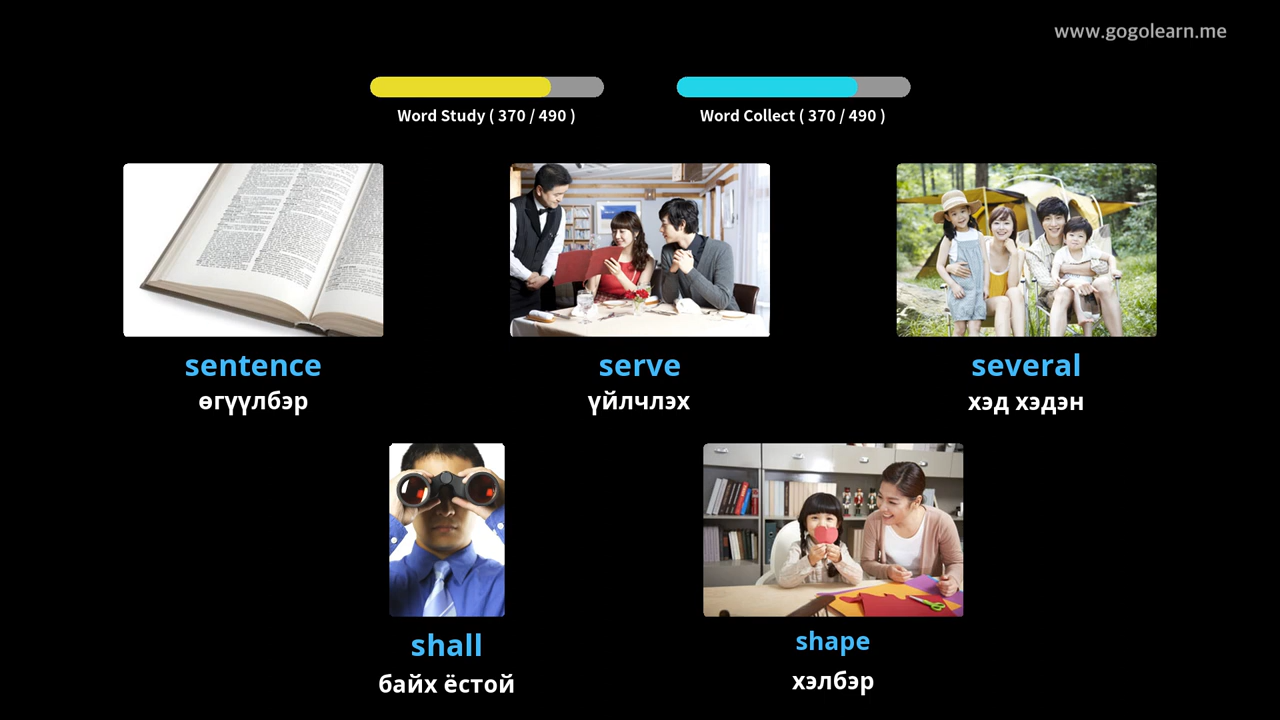 www.gogolearn.me
Word Study ( 370 / 490 )
Word Collect ( 370 / 490 )
sentence
өгүүлбэр
serve
үйлчлэх
several
хэд хэдэн
shall
байх ёстой
shape
хэлбэр